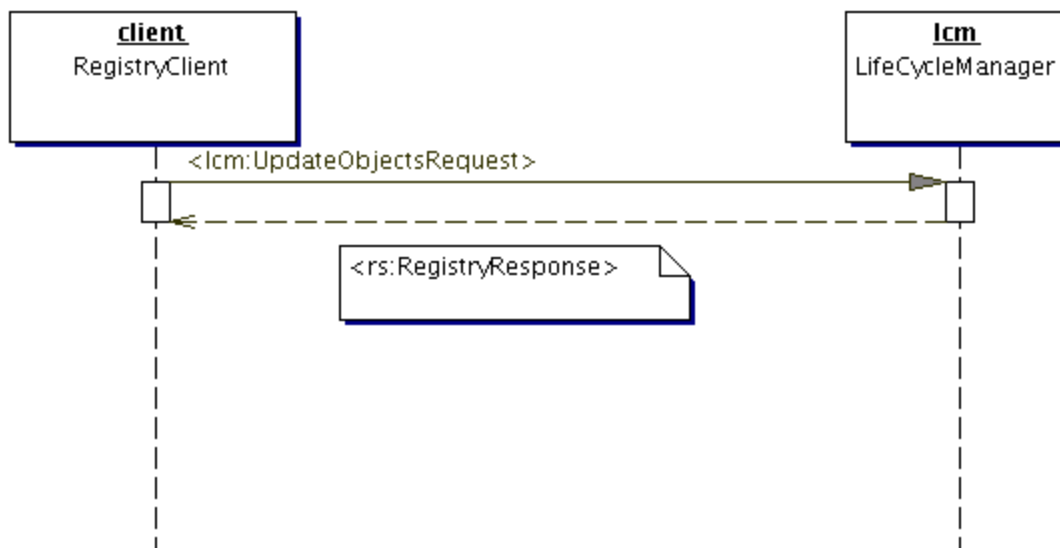 client
RegistryClient
lcm
LifeCycleManager
<lcm:UpdateObjectsRequest>
<rs:RegistryResponse>